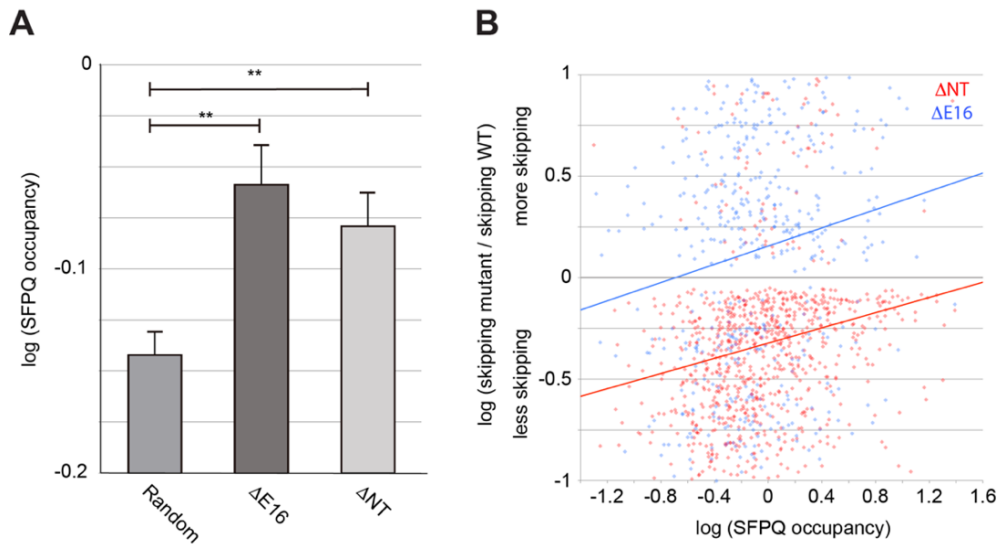 A
0
-0.1
-0.2
log (SFPQ occupancy)
**
**
Random
ΔE16
ΔNT
B
1
0.5
0
-0.5
-1
log (skipping mutant / skipping WT)
more skipping
less skipping
ΔNT
ΔE16
-1.2 -0.8 -0.4 0 0.4 0.8 1.2 1.6
log (SFPQ occupancy)